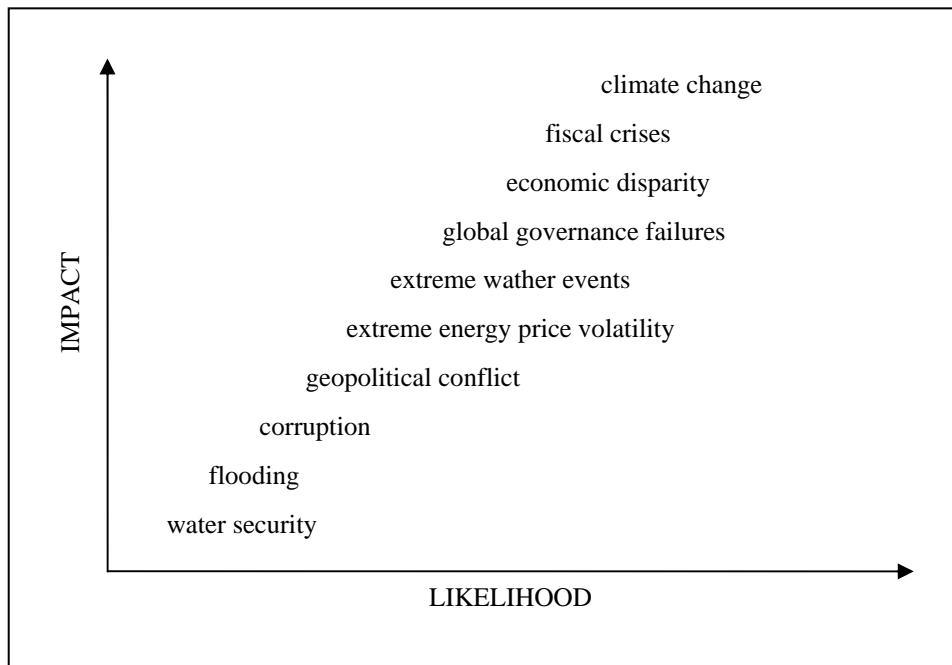 climate change
fiscal crises
economic disparity
global governance failures
extreme wather events
extreme energy price volatility
geopolitical conflict
corruption
flooding
water security
IMPACT
LIKELIHOOD